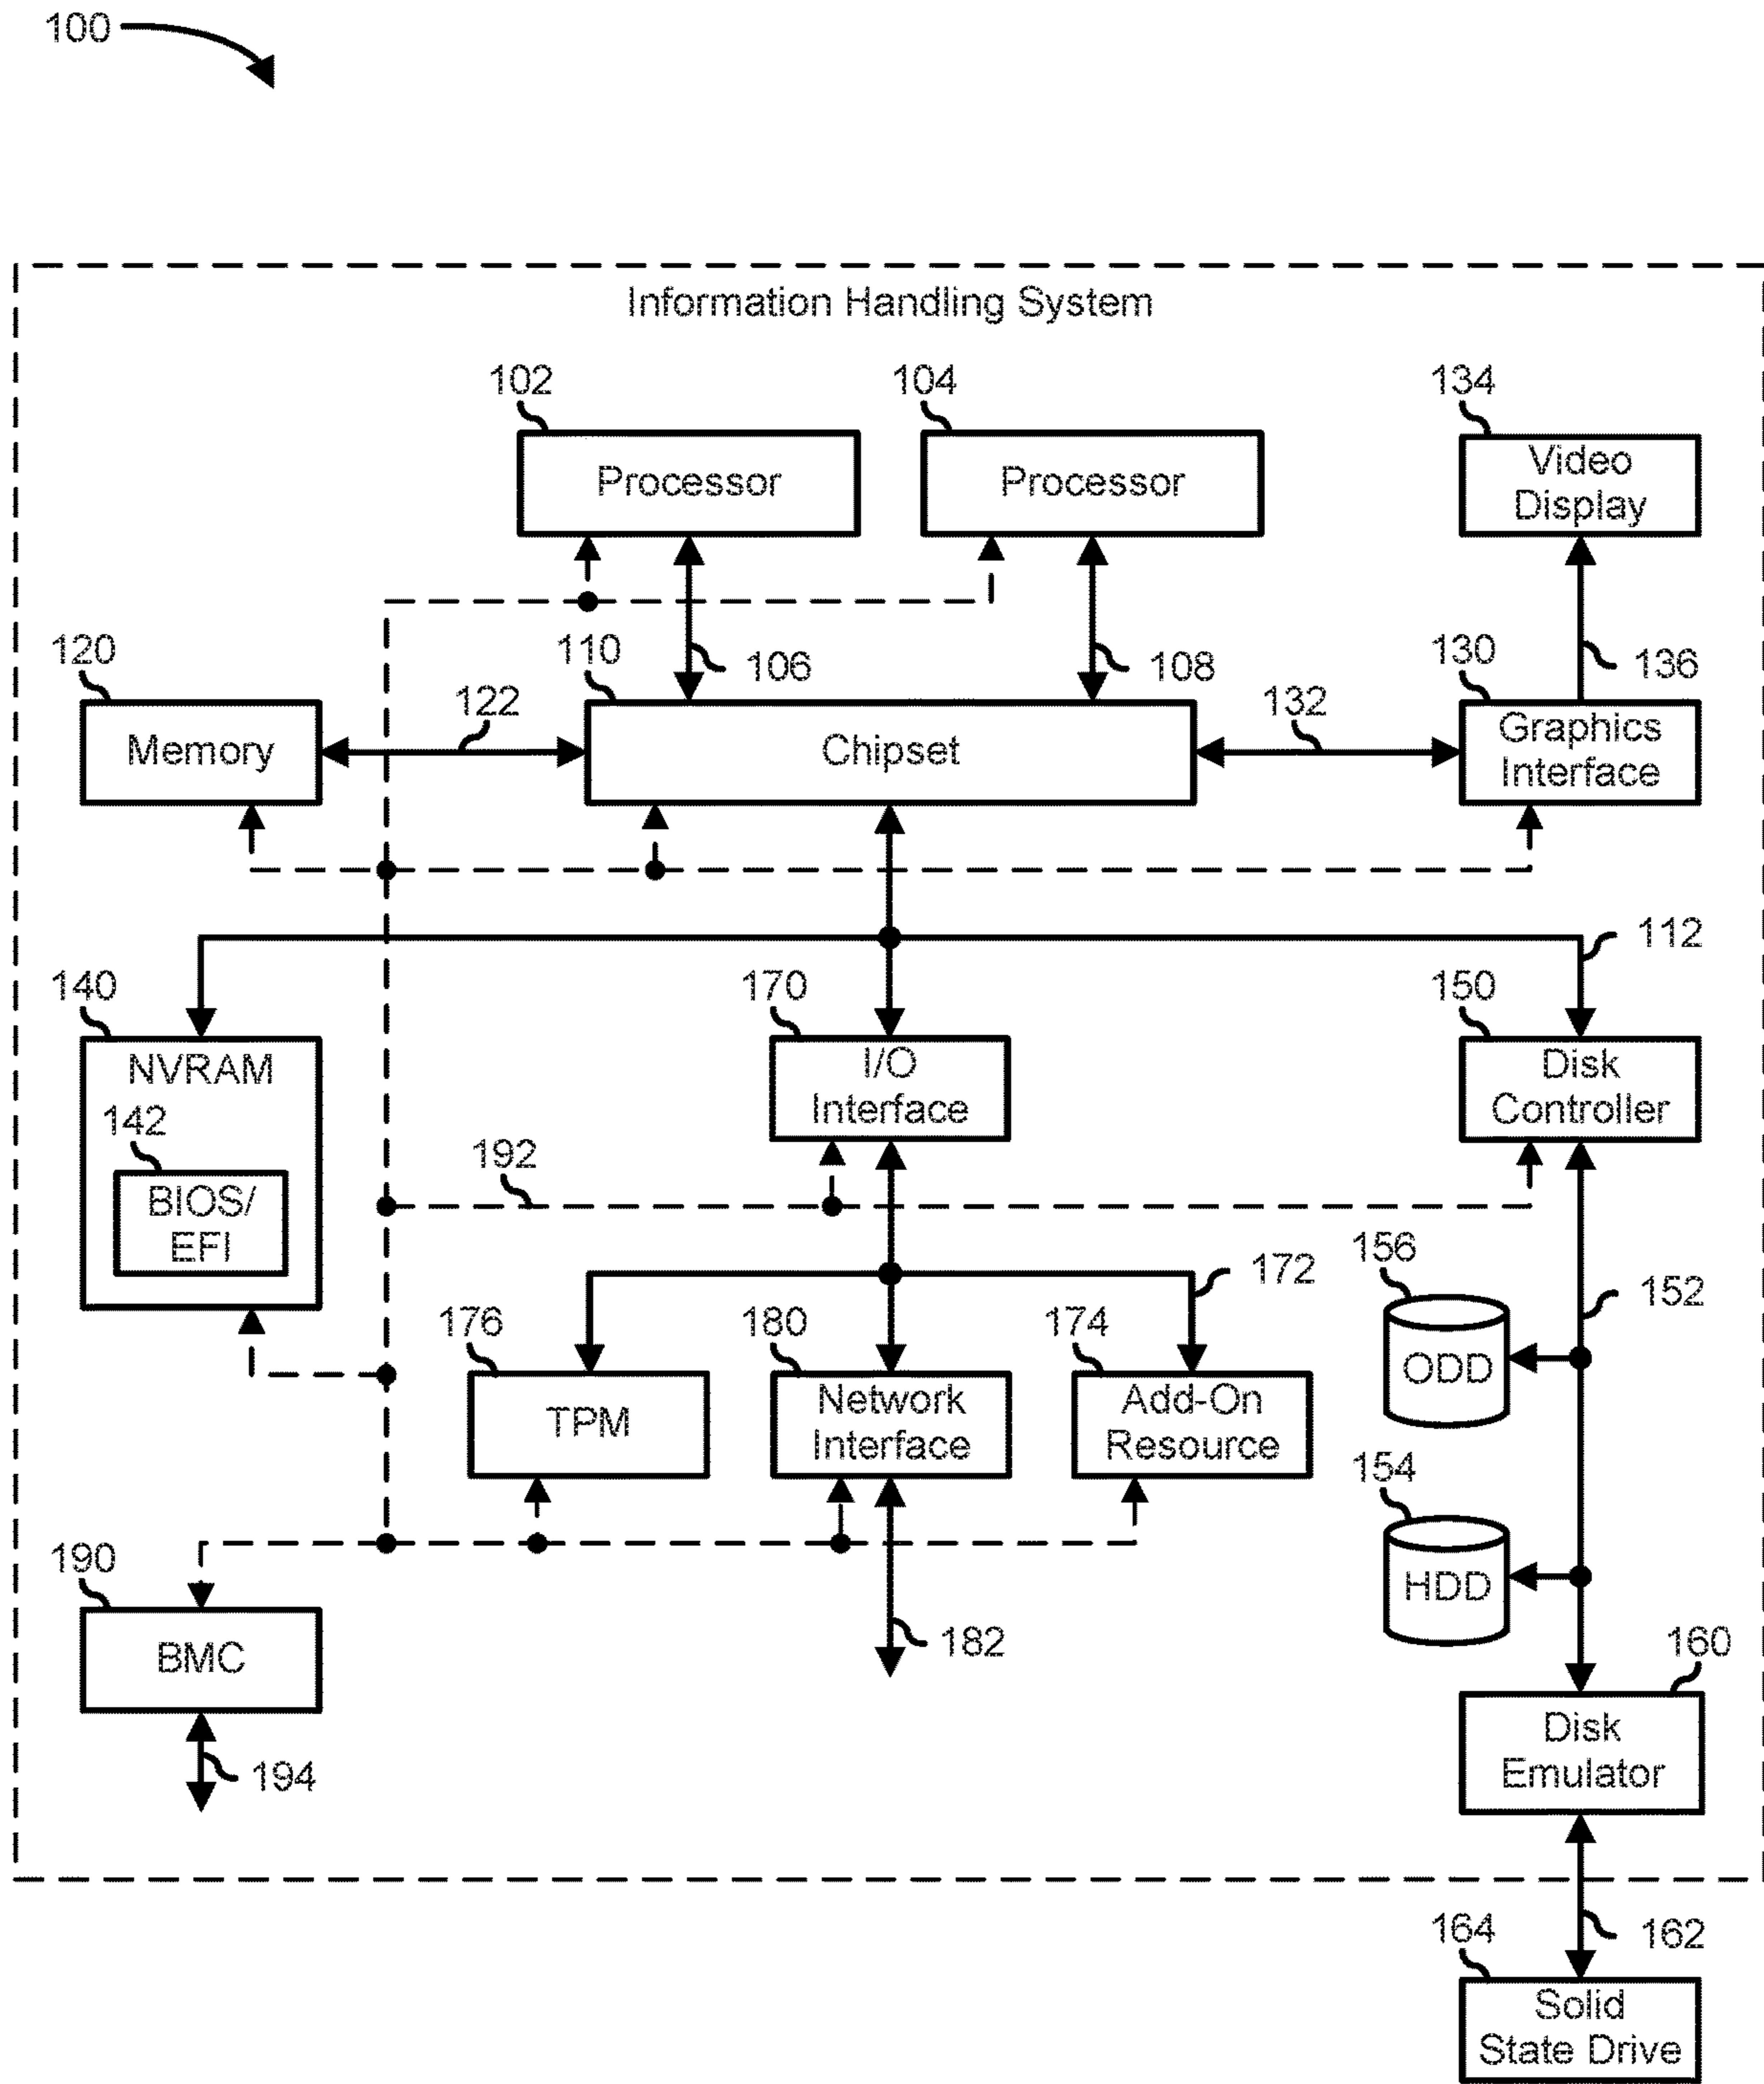 100
Information Handling System
102
104
134
Processor
Processor
Video
Display
120
110
106
108
130
136
122
132
Memory
Chipset
Graphics
Interface
112
140
170
150
NVRAM
I/O
Interface
Disk
Controller
142
BIOS/
EFI
192
156
172
152
176
180
174
ODD
TPM
Network
Interface
Add-On
Resource
154
190
HDD
BMC
182
160
194
Disk
Emulator
164
162
Solid
State Drive